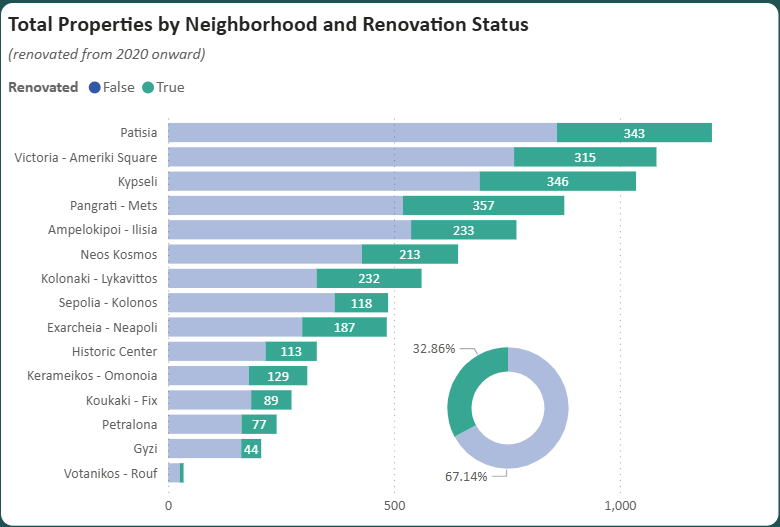 Total Properties by Neighborhood and Renovation Status
(renovated from 2020 onward)
Renovated False True
Patisia 343
Victoria - Ameriki Square 315
Kypseli 346
Pangrati - Mets 357
Ampelokipoi - Ilisia 233
Neos Kosmos 213
Kolonaki - Lykavittos 232
Sepolia - Kolonos 118
Exarcheia - Neapoli 187
Historic Center 113
32.86%
Kerameikos - Omonoia 129
Koukaki - Fix 89
Petralona 77
Gyzi 44
Votanikos - Rouf
67.14%
0 500 1,000